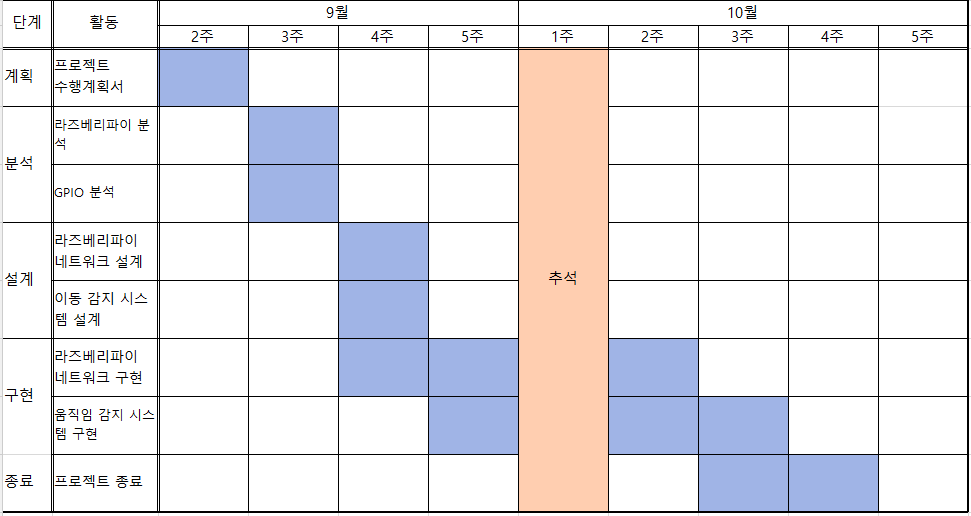 단계 활동 9월 10월
2주 3주 4주 5주 1주 2주 3주 4주 5주
계획
프로젝트
수행계획서
분석
라즈베리파이 분
석
GPIO 분석
설계
라즈베리파이
네트워크 설계
이동 감지 시스
템 설계
추석
구현
라즈베리파이
네트워크 구현
움직임 감지 시스
템 구현
종료
프로젝트 종료